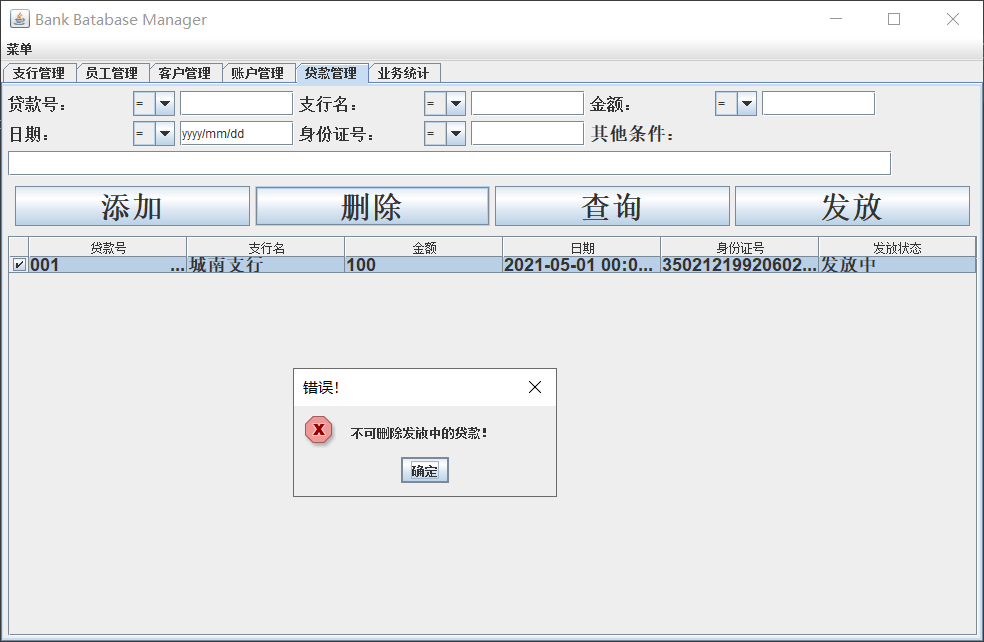 Bank Batabase Manager
菜单
支行管理 员工管理 客户管理 账户管理 贷款管理 业务统计
贷款号： = 支行名： = 金额： =
日期： = yyyy/mm/dd 身份证号： = 其他条件：
添加 删除 查询 发放
贷款号 支行名 金额 日期 身份证号 发放状态
001 ... 城南支行 100 2021-05-01 00:0... 35021219920602... 发放中
错误！
不可删除发放中的贷款！
确定